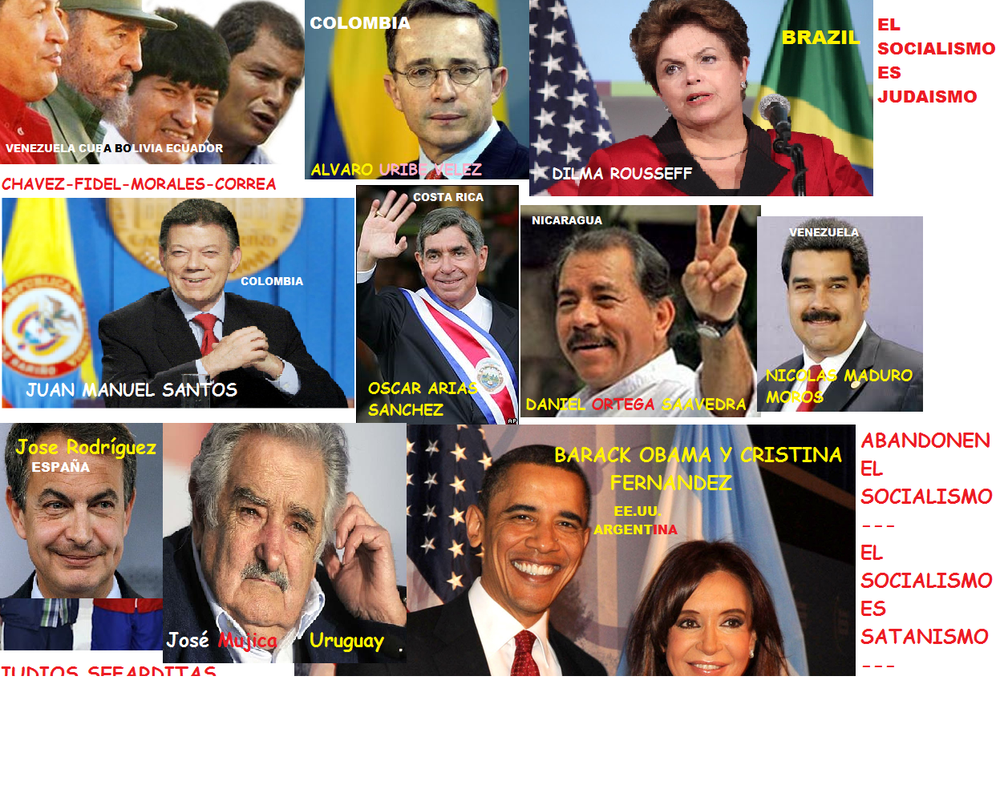 VENEZUELA CUBA BOLIVIA ECUADOR
CHAVEZ-FIDEL-MORALES-CORREA
COLOMBIA
ALVARO URIBE VELEZ
BRAZIL
DILMA ROUSSEFF
EL
SOCIALISMO
ES
JUDAISMO
COLOMBIA
JUAN MANUEL SANTOS
COSTA RICA
OSCAR ARIAS
SANCHEZ
AP
NICARAGUA
DANIEL ORTEGA SAAVEDRA
VENEZUELA
NICOLAS MADURO
MOROS
Jose Rodríguez
ESPAÑA
José Mujica Uruguay .
BARACK OBAMA Y CRISTINA
FERNANDEZ
EE.UU.
ARGENTINA
ABANDONEN
EL
SOCIALISMO
---
EL
SOCIALISMO
ES
SATANISMO
---
JUDIOS SEFARDITAS